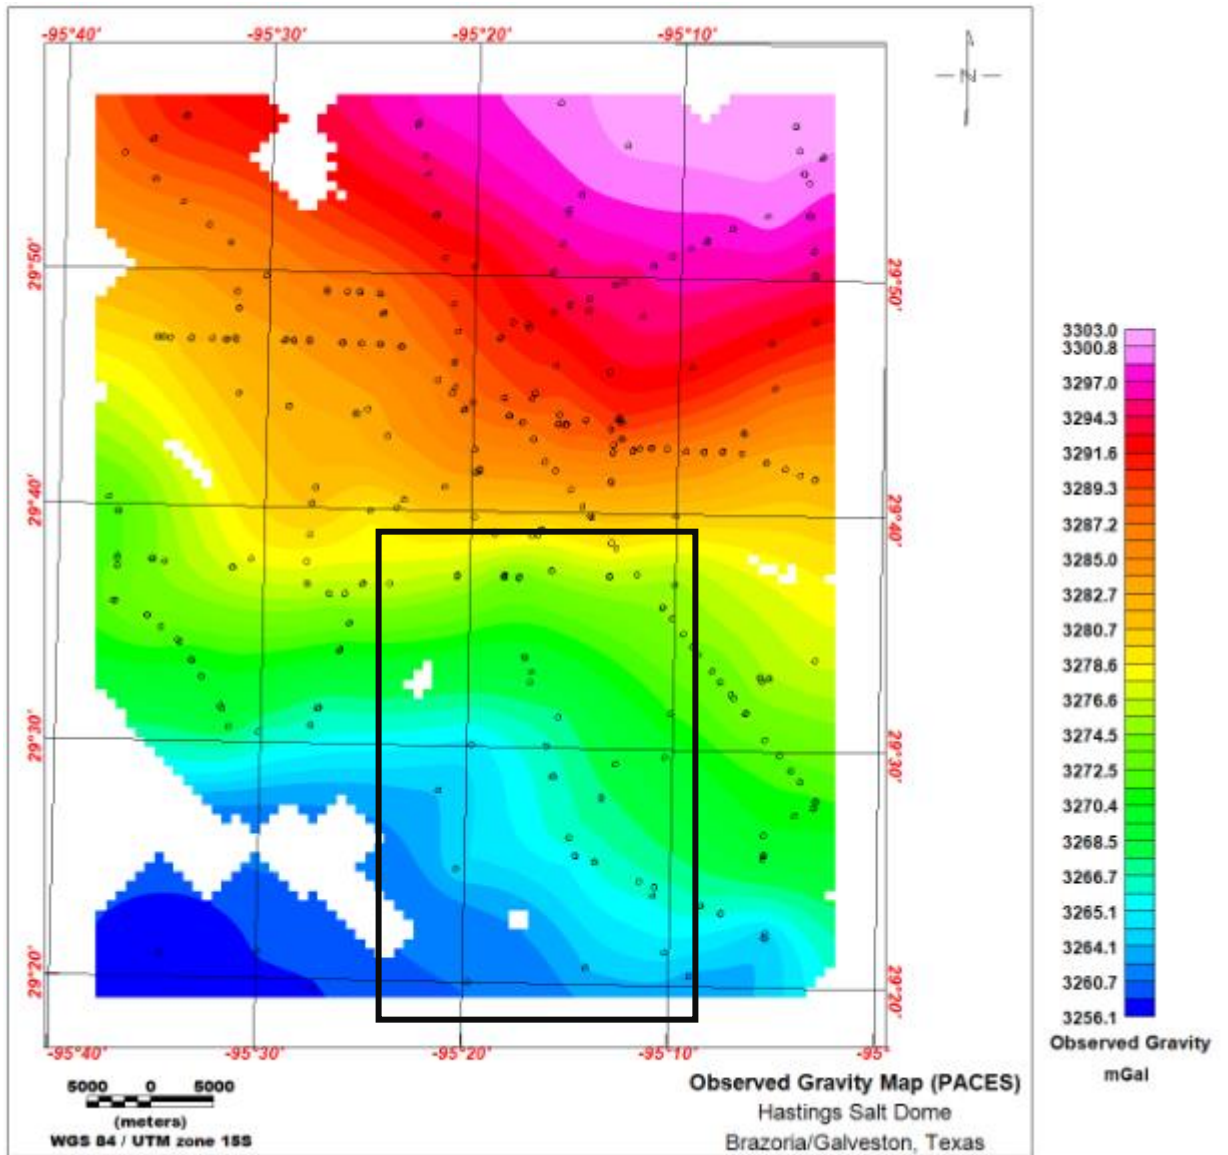 -95°40' -95°30' -95°20' -95°10'
N
29°50' 29°50'
29°40' 29°40'
29°30' 29°30'
29°20' 29°20'
-95°40' -95°30' -95°20' -95°10' -95°
3303.0
3300.8
3297.0
3294.3
3291.6
3289.3
3287.2
3285.0
3282.7
3280.7
3278.6
3276.6
3274.5
3272.5
3270.4
3268.5
3266.7
3265.1
3264.1
3260.7
3256.1
Observed Gravity
mGal
5000 0 5000
(meters)
WGS 84 / UTM zone 15S
Observed Gravity Map (PACES)
Hastings Salt Dome
Brazoria/Galveston, Texas